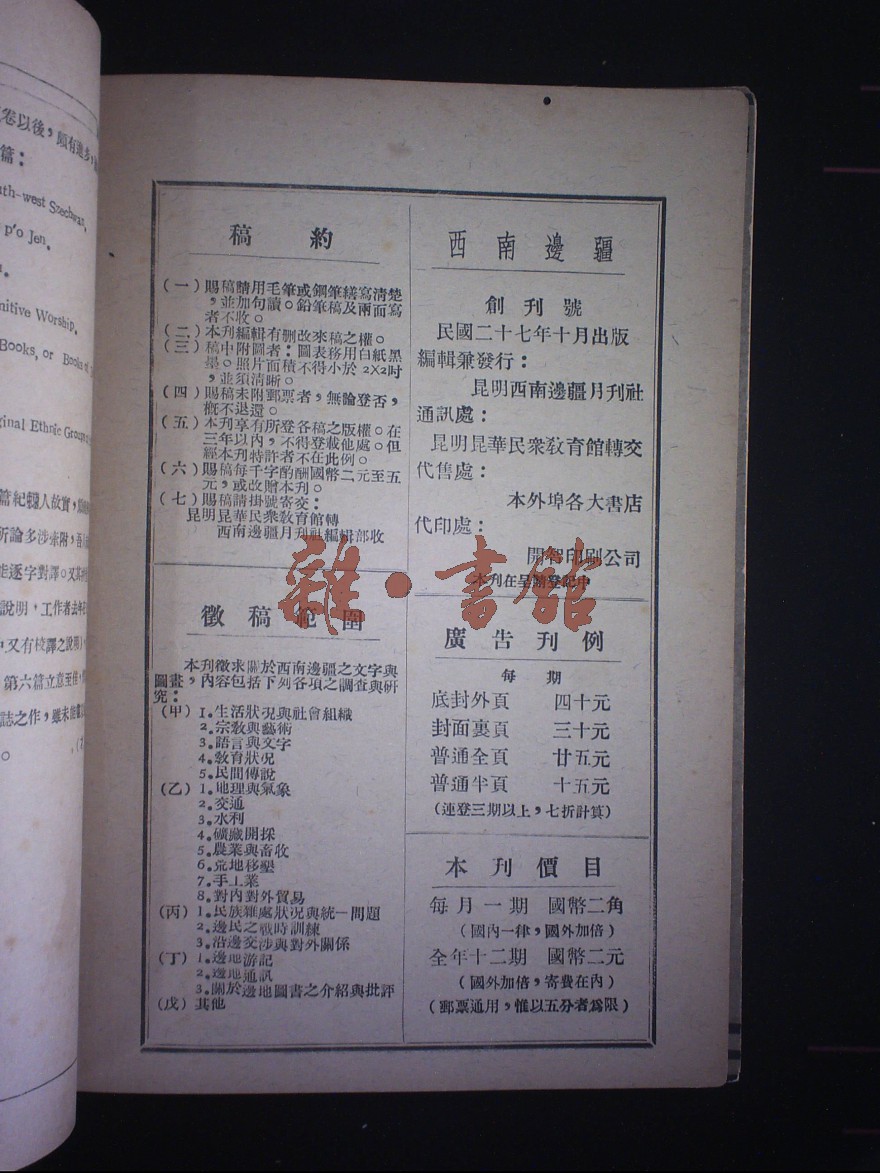 卷以後，頗有進步，
篇：
uth-west Szechwan,
p'o Jen.
nitive Worship.
Books, or Books of
ginal Ethnic Groups
說明，工作者去年
誌之作，雖未能
稿約
（一）賜稿請用毛筆或鋼筆繕寫清楚
，並加句讀。鉛筆稿及兩面寫
者不收。
（二）本刊編輯有刪改來稿之權。
（三）稿中附圖者：圖表移用白紙黑
墨。照片面積不得小於2×2吋
，並須清晰。
（四）賜稿未附郵票者，無論登否，
概不退還。
（五）本刊享有所登各稿之版權。在
三年以內，不得登載他處。但
經本刊特許者不在此例。
（六）賜稿每千字酌酬國幣二元至五
元，或改贈本刊。
（七）賜稿請掛號寄交：
昆明昆華民衆敎育館轉
西南邊疆月刊社編輯部收
徵稿範圍
本刊徵求關於西南邊疆之文字與
圖畫，內容包括下列各項之調查與研
究：
（甲）1.生活狀況與社會組織
2.宗敎與藝術
3.語言與文字
4.敎育狀況
5.民間傳說
（乙）1.地理與氣象
2.交通
3.水利
4.礦藏開採
5.農業與畜牧
6.荒地移墾
7.手工業
8.對內對外貿易
（丙）1.民族雜處狀況與統一問題
2.邊民之戰時訓練
3.沿邊交涉與對外關係
（丁）1.邊地游記
2.邊地通訊
3.關於邊地圖書之介紹與批評
（戊）其他
西南邊疆
創刊號
民國二十七年十月出版
編輯兼發行：
昆明西南邊疆月刊社
通訊處：
昆明昆華民衆敎育館轉交
代售處：
本外埠各大書店
代印處：
開智印刷公司
本刊在呈請登記中
廣告刊例
每期
底封外頁 四十元
封面裏頁 三十元
普通全頁 廿五元
普通半頁 十五元
（連登三期以上，七折計算）
本刊價目
每月一期 國幣二角
（國內一律，國外加倍）
全年十二期 國幣二元
（國外加倍，寄費在內）
（郵票通用，惟以五分者爲限）
雜·書館